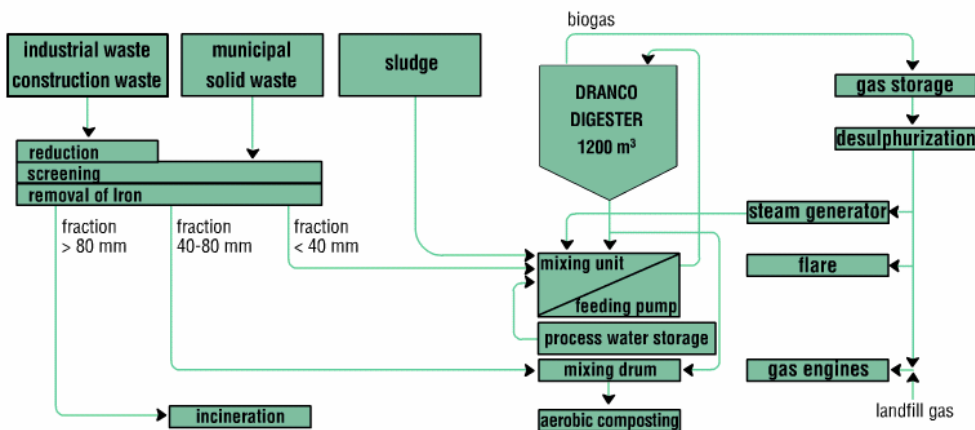 biogas
industrial waste
construction waste
municipal
solid waste
sludge
DRANCO
DIGESTER
1200 m³
gas storage
desulphurization
reduction
screening
removal of Iron
fraction
> 80 mm
fraction
40-80 mm
fraction
< 40 mm
steam generator
mixing unit
feeding pump
flare
process water storage
mixing drum
gas engines
incineration
aerobic composting
landfill gas